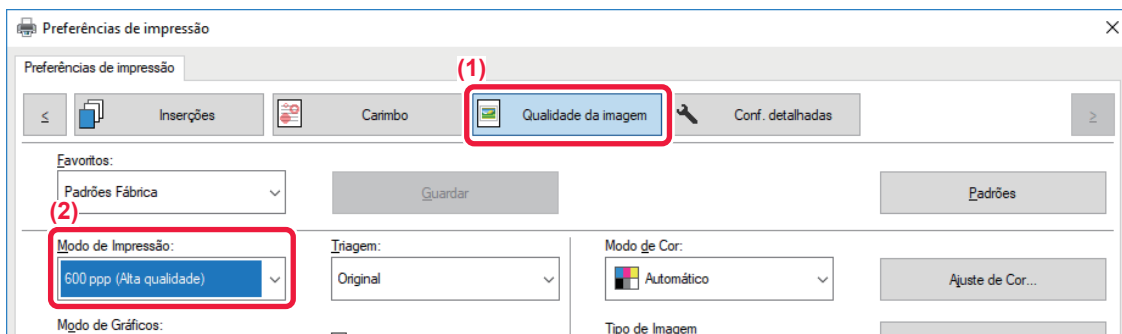 Preferências de impressão
Preferências de impressão
(1)
< Inserções Carimbo Qualidade da imagem Conf. detalhadas >
Favoritos:
Padrões Fábrica Guardar Padrões
(2)
Modo de Impressão: Triagem: Modo de Cor:
600 ppp (Alta qualidade) Original Automático Ajuste de Cor...
Modo de Gráficos: Tipo de Imagem